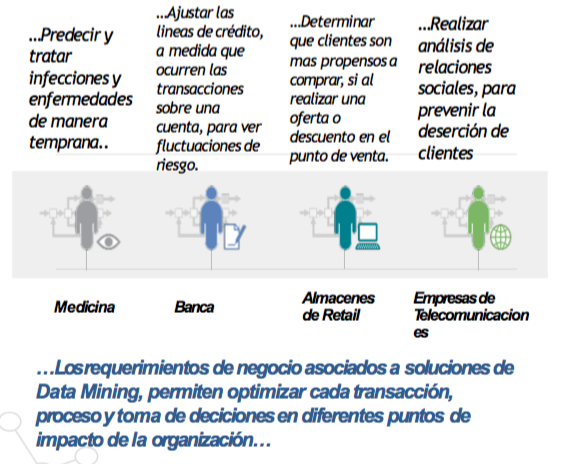 ...Predecir y
tratar
infecciones y
enfermedades
de manera
temprana..
...Ajustar las
lineas de crédito,
a medida que
ocurren las
transacciones
sobre una
cuenta, para ver
fluctuaciones de
riesgo.
...Determinar
que clientes son
mas propensos a
comprar, si al
realizar una
oferta o
descuento en el
punto de venta.
...Realizar
análisis de
relaciones
sociales, para
prevenir la
deserción de
clientes
Medicina
Banca
Almacenes
de Retail
Empresas de
Telecomunicacion
es
...Los requerimientos de negocio asociados a soluciones de
Data Mining, permiten optimizar cada transacción,
proceso y toma de deciciones en diferentes puntos de
impacto de la organización...